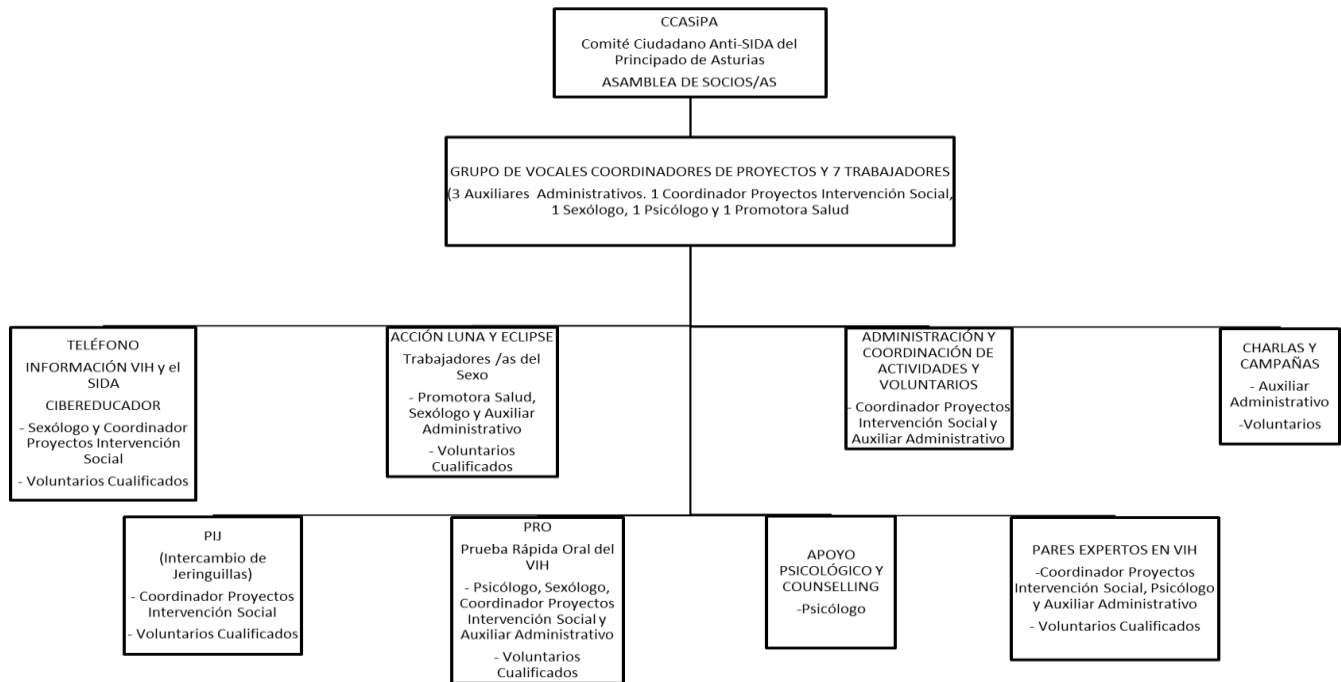 CCASiPA
Comité Ciudadano Anti-SIDA del
Principado de Asturias
ASAMBLEA DE SOCIOS/AS
GRUPO DE VOCALES COORDINADORES DE PROYECTOS Y 7 TRABAJADORES
(3 Auxiliares Administrativos. 1 Coordinador Proyectos Intervención Social,
1 Sexólogo, 1 Psicólogo y 1 Promotora Salud
TELÉFONO
INFORMACIÓN VIH y el
SIDA
CIBEREDUCADOR
- Sexólogo y Coordinador
Proyectos Intervención
Social
- Voluntarios Cualificados
ACCIÓN LUNA Y ECLIPSE
Trabajadores /as del
Sexo
- Promotora Salud,
Sexólogo y Auxiliar
Administrativo
- Voluntarios
Cualificados
ADMINISTRACIÓN Y
COORDINACIÓN DE
ACTIVIDADES Y
VOLUNTARIOS
- Coordinador Proyectos
Intervención Social y
Auxiliar Administrativo
CHARLAS Y
CAMPAÑAS
- Auxiliar
Administrativo
-Voluntarios
PIJ
(Intercambio de
Jeringuillas)
- Coordinador Proyectos
Intervención Social
- Voluntarios Cualificados
PRO
Prueba Rápida Oral del
VIH
- Psicólogo, Sexólogo,
Coordinador Proyectos
Intervención Social y
Auxiliar Administrativo
- Voluntarios
Cualificados
APOYO
PSICOLÓGICO Y
COUNSELLING
-Psicólogo
PARES EXPERTOS EN VIH
-Coordinador Proyectos
Intervención Social, Psicólogo
y Auxiliar Administrativo
- Voluntarios Cualificados